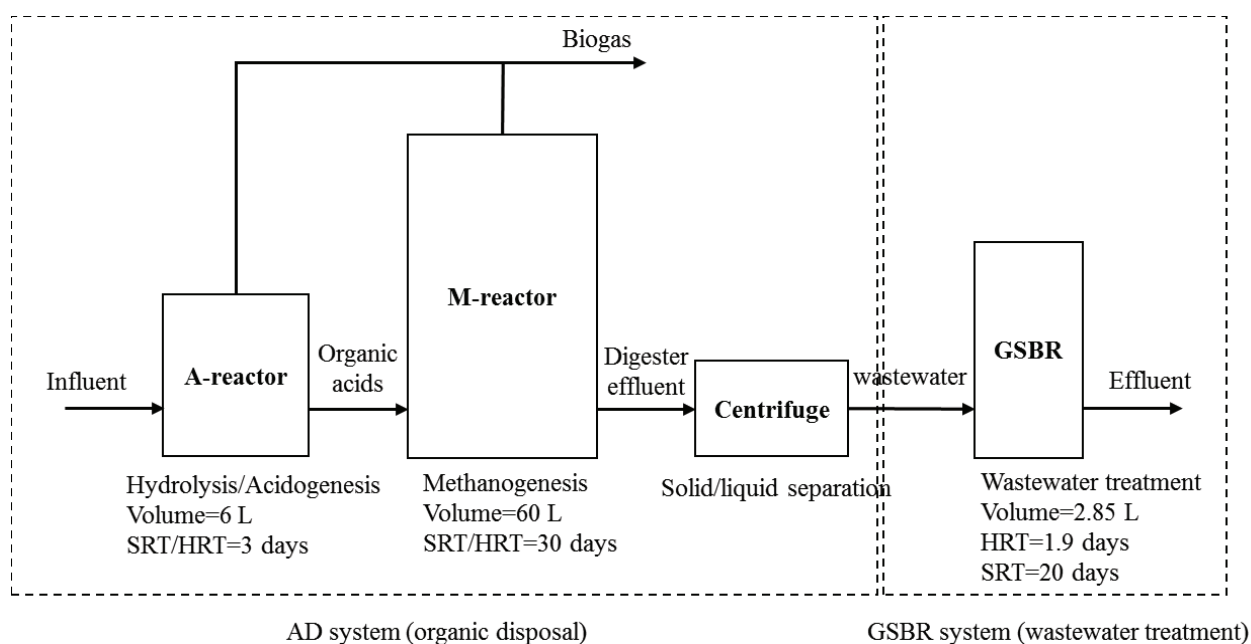 Biogas
Influent
A-reactor
Organic
acids
M-reactor
Digester
effluent
Centrifuge
wastewater
GSBR
Effluent
Hydrolysis/Acidogenesis
Volume=6 L
SRT/HRT=3 days
Methanogenesis
Volume=60 L
SRT/HRT=30 days
Solid/liquid separation
Wastewater treatment
Volume=2.85 L
HRT=1.9 days
SRT=20 days
AD system (organic disposal)
GSBR system (wastewater treatment)